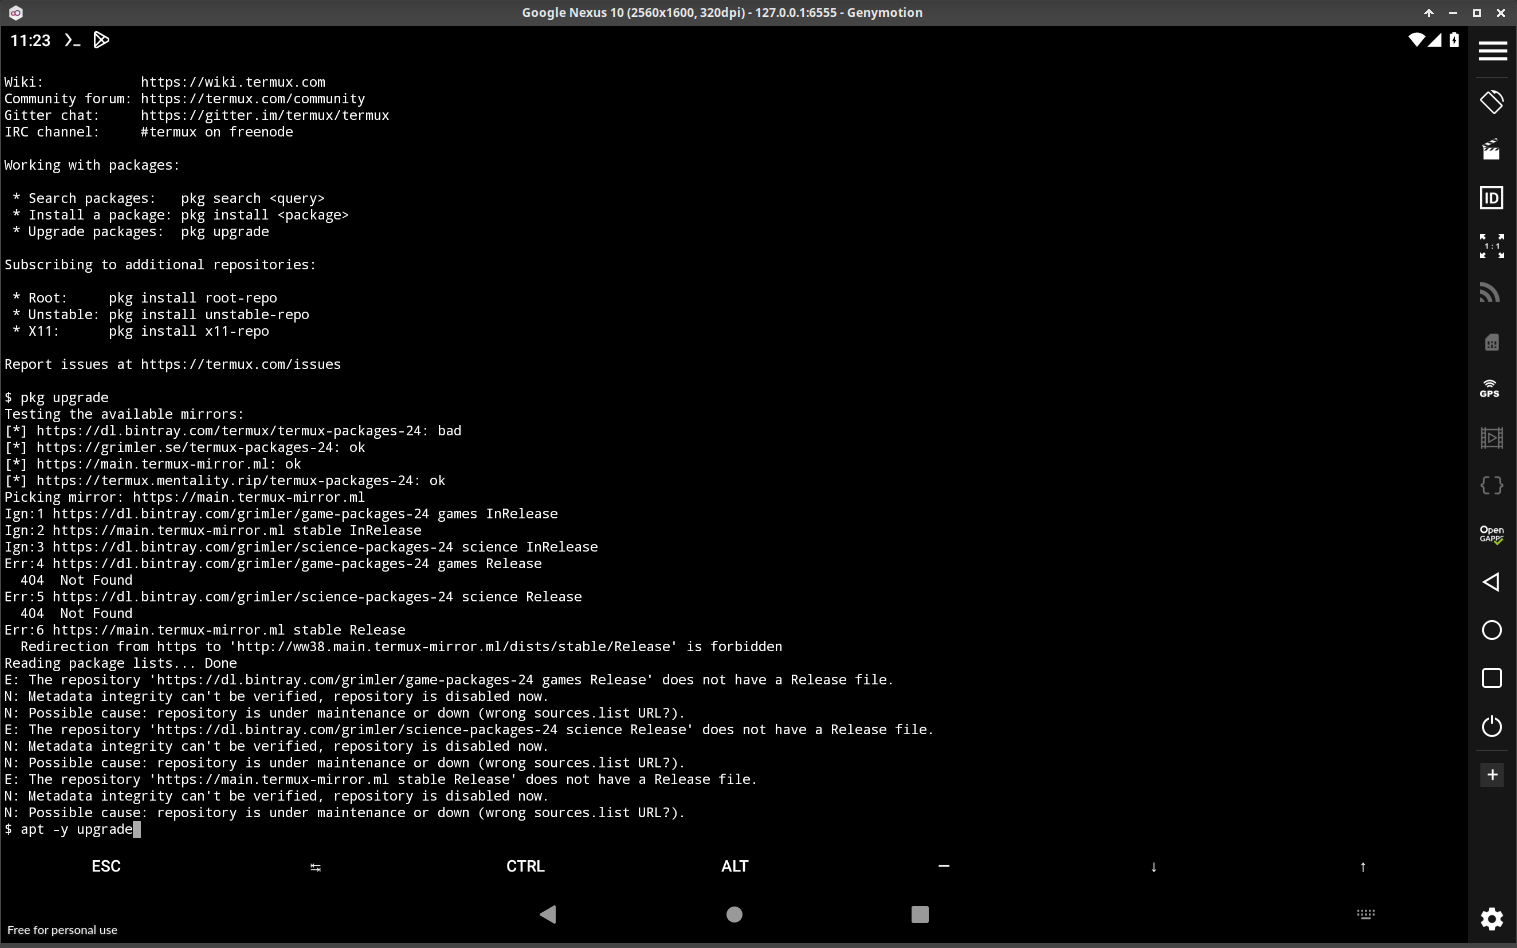 Google Nexus 10 (2560x1600, 320dpi) - 127.0.0.1:6555 - Genymotion
11:23
Wiki:            https://wiki.termux.com
Community forum: https://termux.com/community
Gitter chat:     https://gitter.im/termux/termux
IRC channel:     #termux on freenode
Working with packages:
 * Search packages:   pkg search <query>
 * Install a package: pkg install <package>
 * Upgrade packages:  pkg upgrade
Subscribing to additional repositories:
 * Root:     pkg install root-repo
 * Unstable: pkg install unstable-repo
 * X11:      pkg install x11-repo
Report issues at https://termux.com/issues
$ pkg upgrade
Testing the available mirrors:
[*] https://dl.bintray.com/termux/termux-packages-24: bad
[*] https://grimler.se/termux-packages-24: ok
[*] https://main.termux-mirror.ml: ok
[*] https://termux.mentality.rip/termux-packages-24: ok
Picking mirror: https://main.termux-mirror.ml
Ign:1 https://dl.bintray.com/grimler/game-packages-24 games InRelease
Ign:2 https://main.termux-mirror.ml stable InRelease
Ign:3 https://dl.bintray.com/grimler/science-packages-24 science InRelease
Err:4 https://dl.bintray.com/grimler/game-packages-24 games Release
  404  Not Found
Err:5 https://dl.bintray.com/grimler/science-packages-24 science Release
  404  Not Found
Err:6 https://main.termux-mirror.ml stable Release
  Redirection from https to 'http://ww38.main.termux-mirror.ml/dists/stable/Release' is forbidden
Reading package lists... Done
E: The repository 'https://dl.bintray.com/grimler/game-packages-24 games Release' does not have a Release file.
N: Metadata integrity can't be verified, repository is disabled now.
N: Possible cause: repository is under maintenance or down (wrong sources.list URL?).
E: The repository 'https://dl.bintray.com/grimler/science-packages-24 science Release' does not have a Release file.
N: Metadata integrity can't be verified, repository is disabled now.
N: Possible cause: repository is under maintenance or down (wrong sources.list URL?).
E: The repository 'https://main.termux-mirror.ml stable Release' does not have a Release file.
N: Metadata integrity can't be verified, repository is disabled now.
N: Possible cause: repository is under maintenance or down (wrong sources.list URL?).
$ apt -y upgrade
ESC ↹ CTRL ALT — ↓ ↑
Free for personal use
ID
1:1
GPS
Open
GAPPS